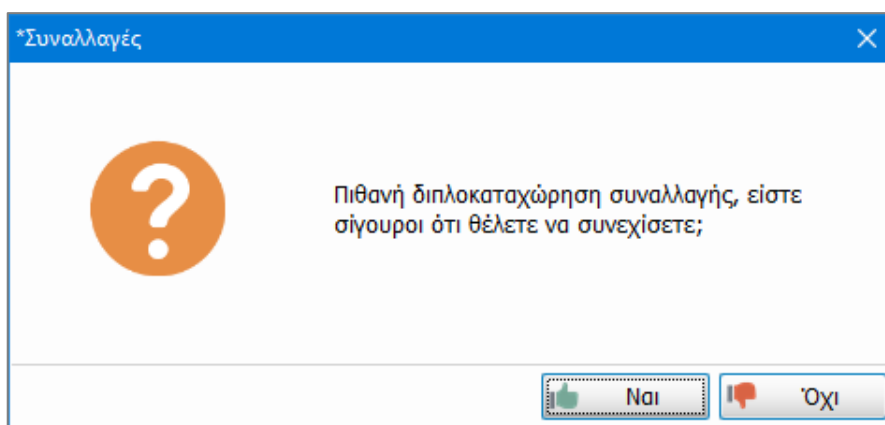 *Συναλλαγές
Πιθανή διπλοκαταχώρηση συναλλαγής, είστε
σίγουροι ότι θέλετε να συνεχίσετε;
Ναι
Όχι